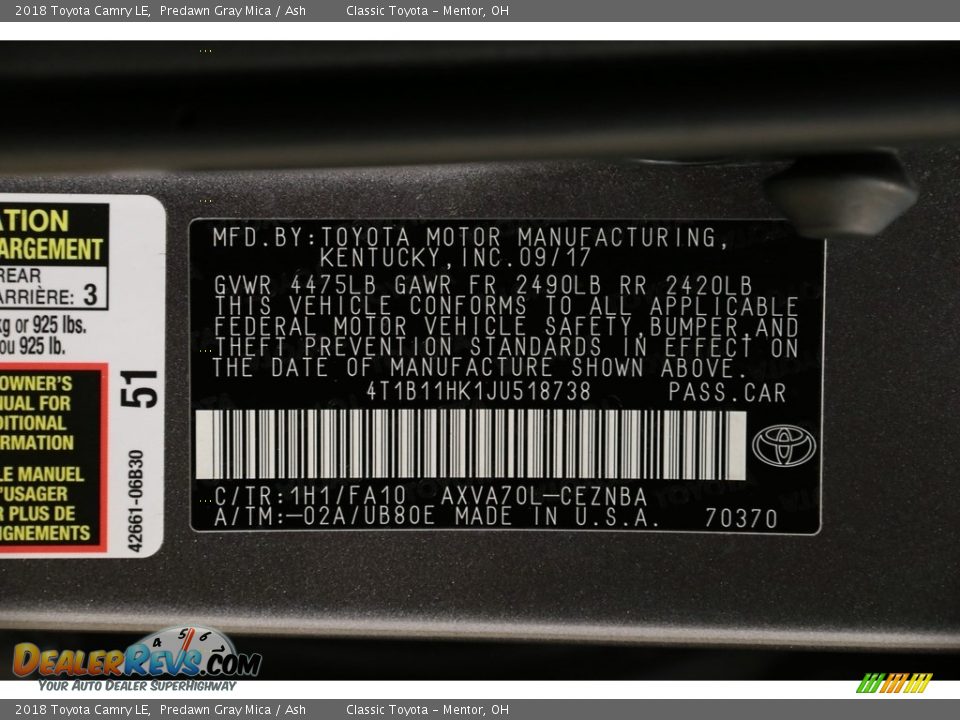 2018 Toyota Camry LE, Predawn Gray Mica / Ash Classic Toyota – Mentor, OH
ATION
ARGEMENT
REAR
ARRIÈRE: 3
kg or 925 lbs.
ou 925 lb.
OWNER'S
NUAL FOR
DITIONAL
RMATION
LE MANUEL
'USAGER
R PLUS DE
IGNEMENTS
51
42661-06B30
MFD.BY:TOYOTA MOTOR MANUFACTURING,
KENTUCKY,INC.09/17
GVWR 4475LB GAWR FR 2490LB RR 2420LB
THIS VEHICLE CONFORMS TO ALL APPLICABLE
FEDERAL MOTOR VEHICLE SAFETY,BUMPER,AND
THEFT PREVENTION STANDARDS IN EFFECT ON
THE DATE OF MANUFACTURE SHOWN ABOVE.
4T1B11HK1JU518738 PASS.CAR
C/TR:1H1/FA10 AXVA70L-CEZNBA
A/TM:-02A/UB80E MADE IN U.S.A. 70370
4 5 6
DEALERREVS.COM
YOUR AUTO DEALER SUPERHIGHWAY
2018 Toyota Camry LE, Predawn Gray Mica / Ash Classic Toyota – Mentor, OH